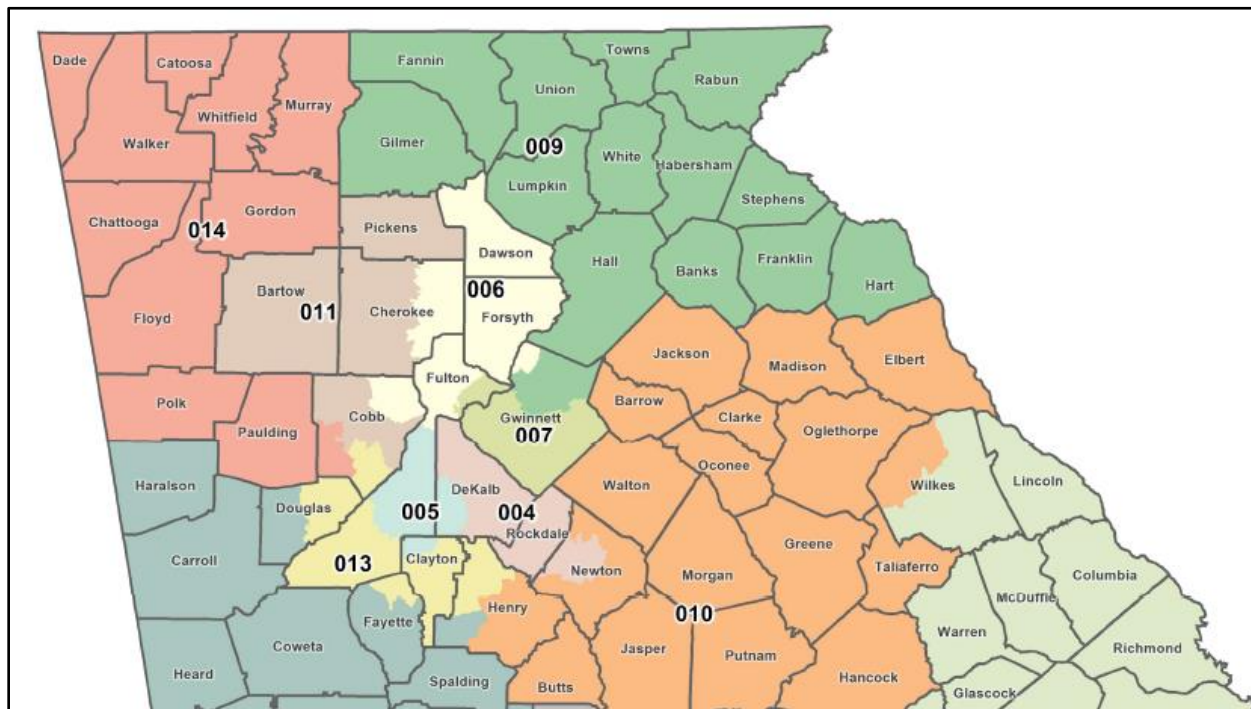 Towns
Dade
Catoosa
Fannin
Rabun
Union
Murray
Whitfield
Walker
Gilmer
009
White
Habersham
Lumpkin
Stephens
Chattooga
Gordon
014
Pickens
Dawson
Hall
Franklin
Banks
Hart
Bartow
006
011
Cherokee
Forsyth
Floyd
Jackson
Madison
Elbert
Fulton
Polk
Barrow
Cobb
Clarke
Gwinnett
Oglethorpe
007
Paulding
Oconee
Haralson
DeKalb
Walton
Wilkes
Lincoln
Douglas
005
004
Rockdale
Greene
Carroll
013
Clayton
Newton
Taliaferro
Columbia
Morgan
McDuffie
Henry
010
Fayette
Warren
Coweta
Jasper
Putnam
Richmond
Heard
Spalding
Hancock
Butts
Glascock